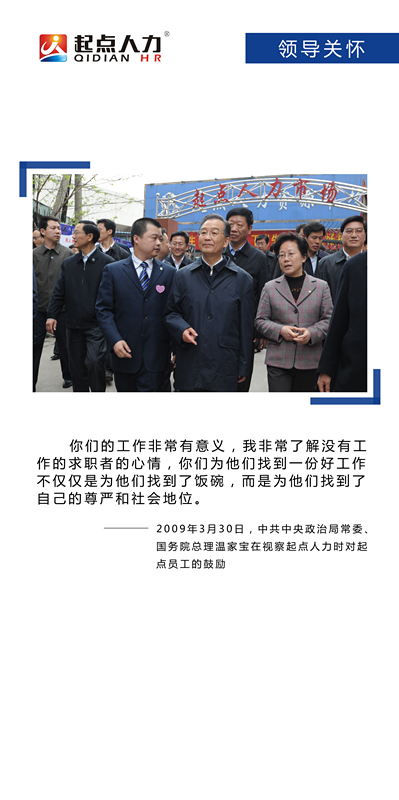 起点人力®
QIDIAN HR
领导关怀
起点人力市场
你们的工作非常有意义，我非常了解没有工
作的求职者的心情，你们为他们找到一份好工作
不仅仅是为他们找到了饭碗，而是为他们找到了
自己的尊严和社会地位。
——2009年3月30日，中共中央政治局常委、
国务院总理温家宝在视察起点人力时对起
点员工的鼓励